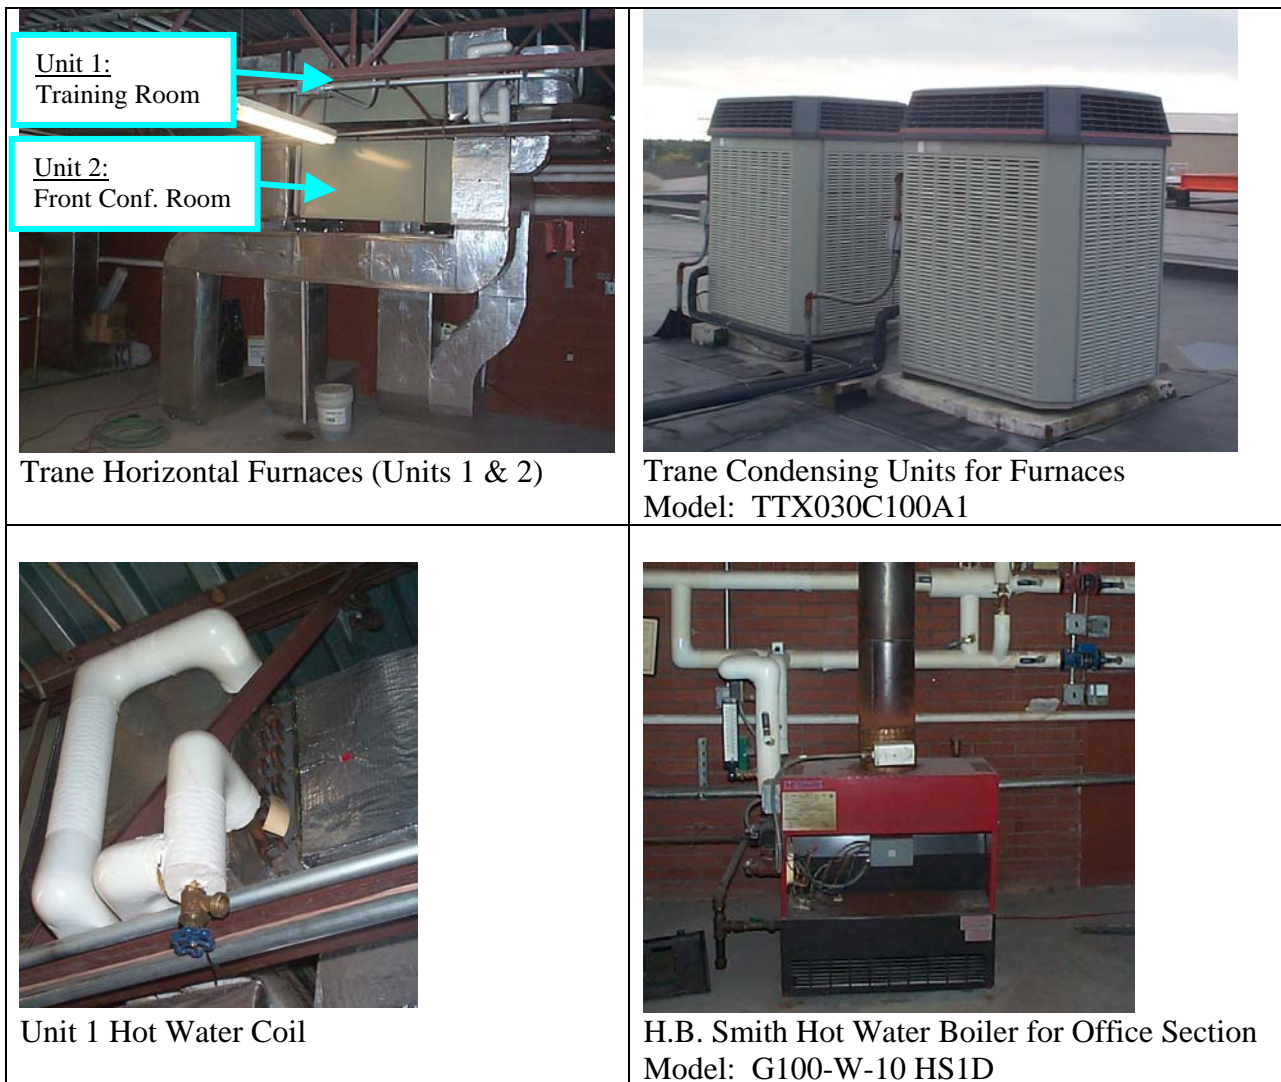 Unit 1:
Training Room
Unit 2:
Front Conf. Room
Trane Horizontal Furnaces (Units 1 & 2)
Trane Condensing Units for Furnaces
Model:  TTX030C100A1
Unit 1 Hot Water Coil
H.B. Smith Hot Water Boiler for Office Section
Model:  G100-W-10 HS1D